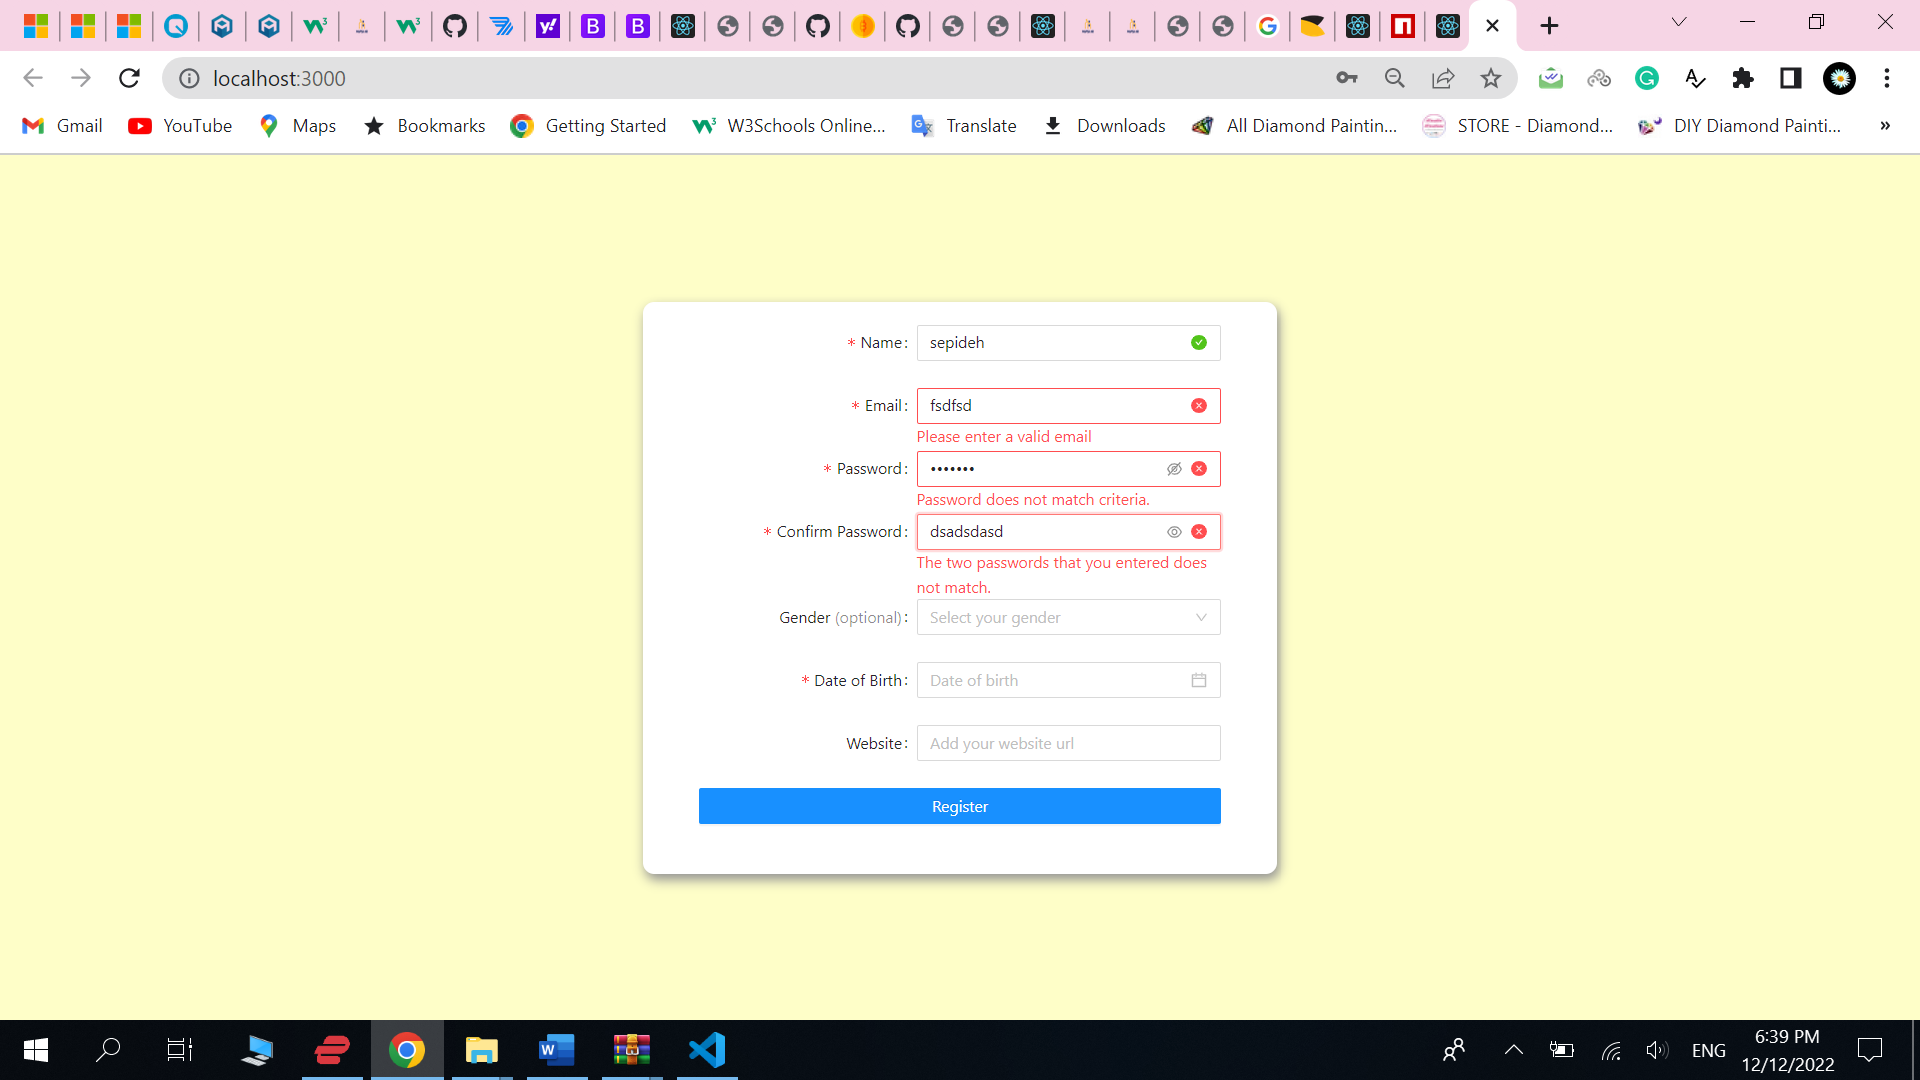 localhost:3000
Gmail YouTube Maps Bookmarks Getting Started W3Schools Online... Translate Downloads All Diamond Paintin... STORE - Diamond... DIY Diamond Painti... »
* Name: sepideh
* Email: fsdfsd
Please enter a valid email
* Password: •••••••
Password does not match criteria.
* Confirm Password: dsadsdasd
The two passwords that you entered does
not match.
Gender (optional): Select your gender
* Date of Birth: Date of birth
Website: Add your website url
Register
ENG 6:39 PM
12/12/2022